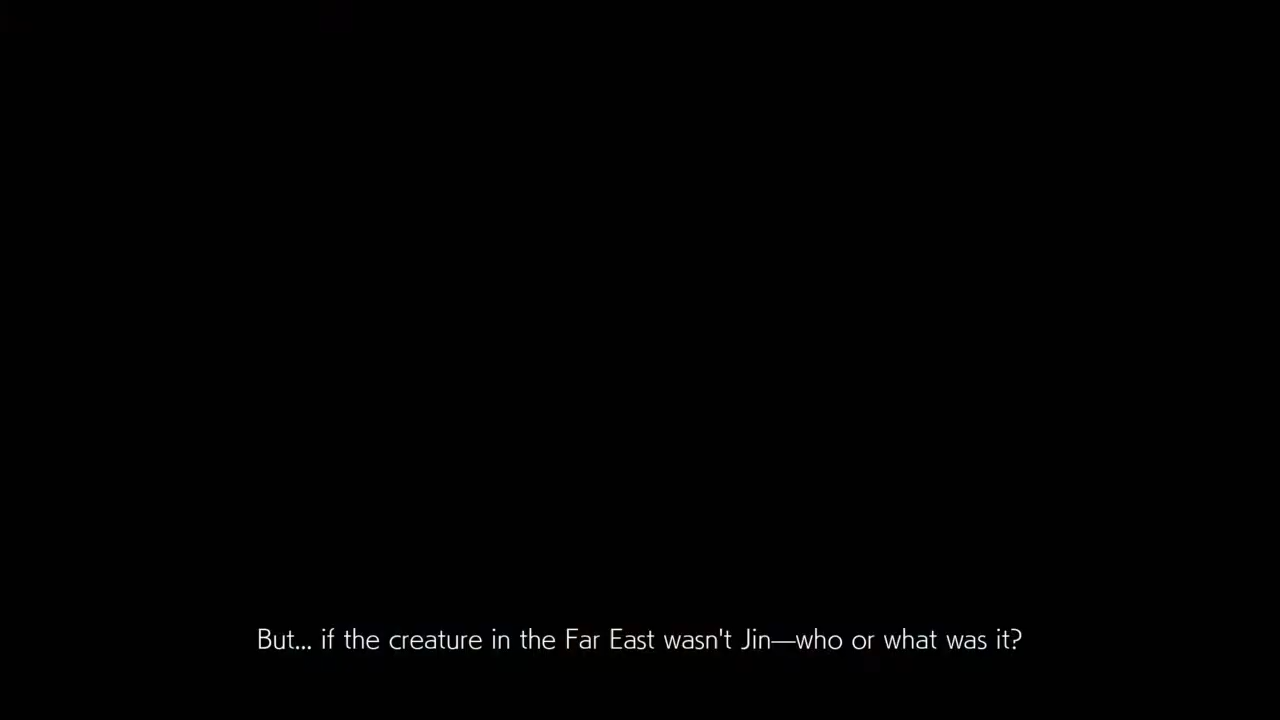 But... if the creature in the Far East wasn't Jin—who or what was it?